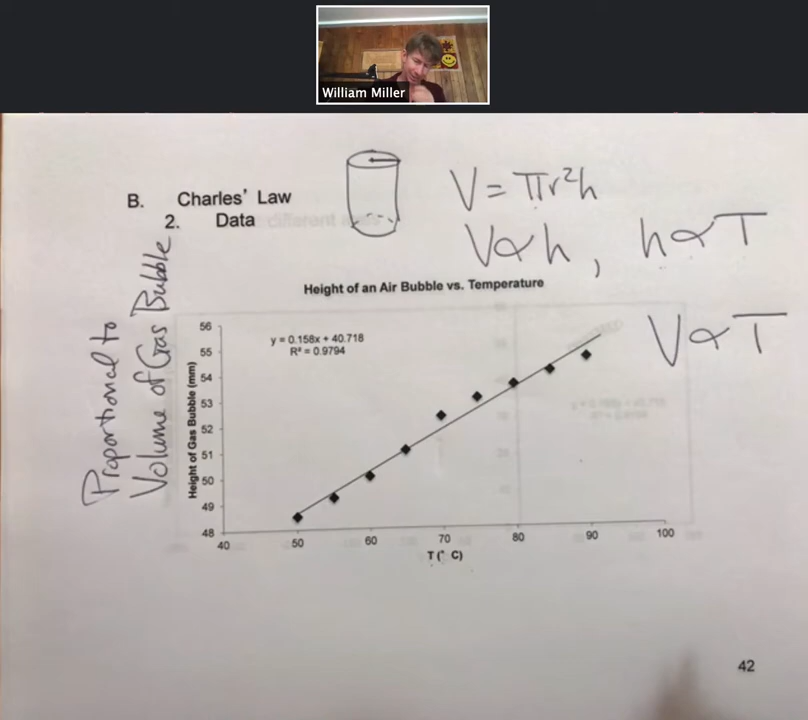 William Miller
B. Charles' Law
2. Data
V = πr²h
V∝h , h∝T
V∝T
Proportional to
Volume of Gas Bubble
Height of an Air Bubble vs. Temperature
y = 0.158x + 40.718
R² = 0.9794
Height of Gas Bubble (mm)
56
55
54
53
52
51
50
49
48
40 50 60 70 80 90 100
T(° C)
42